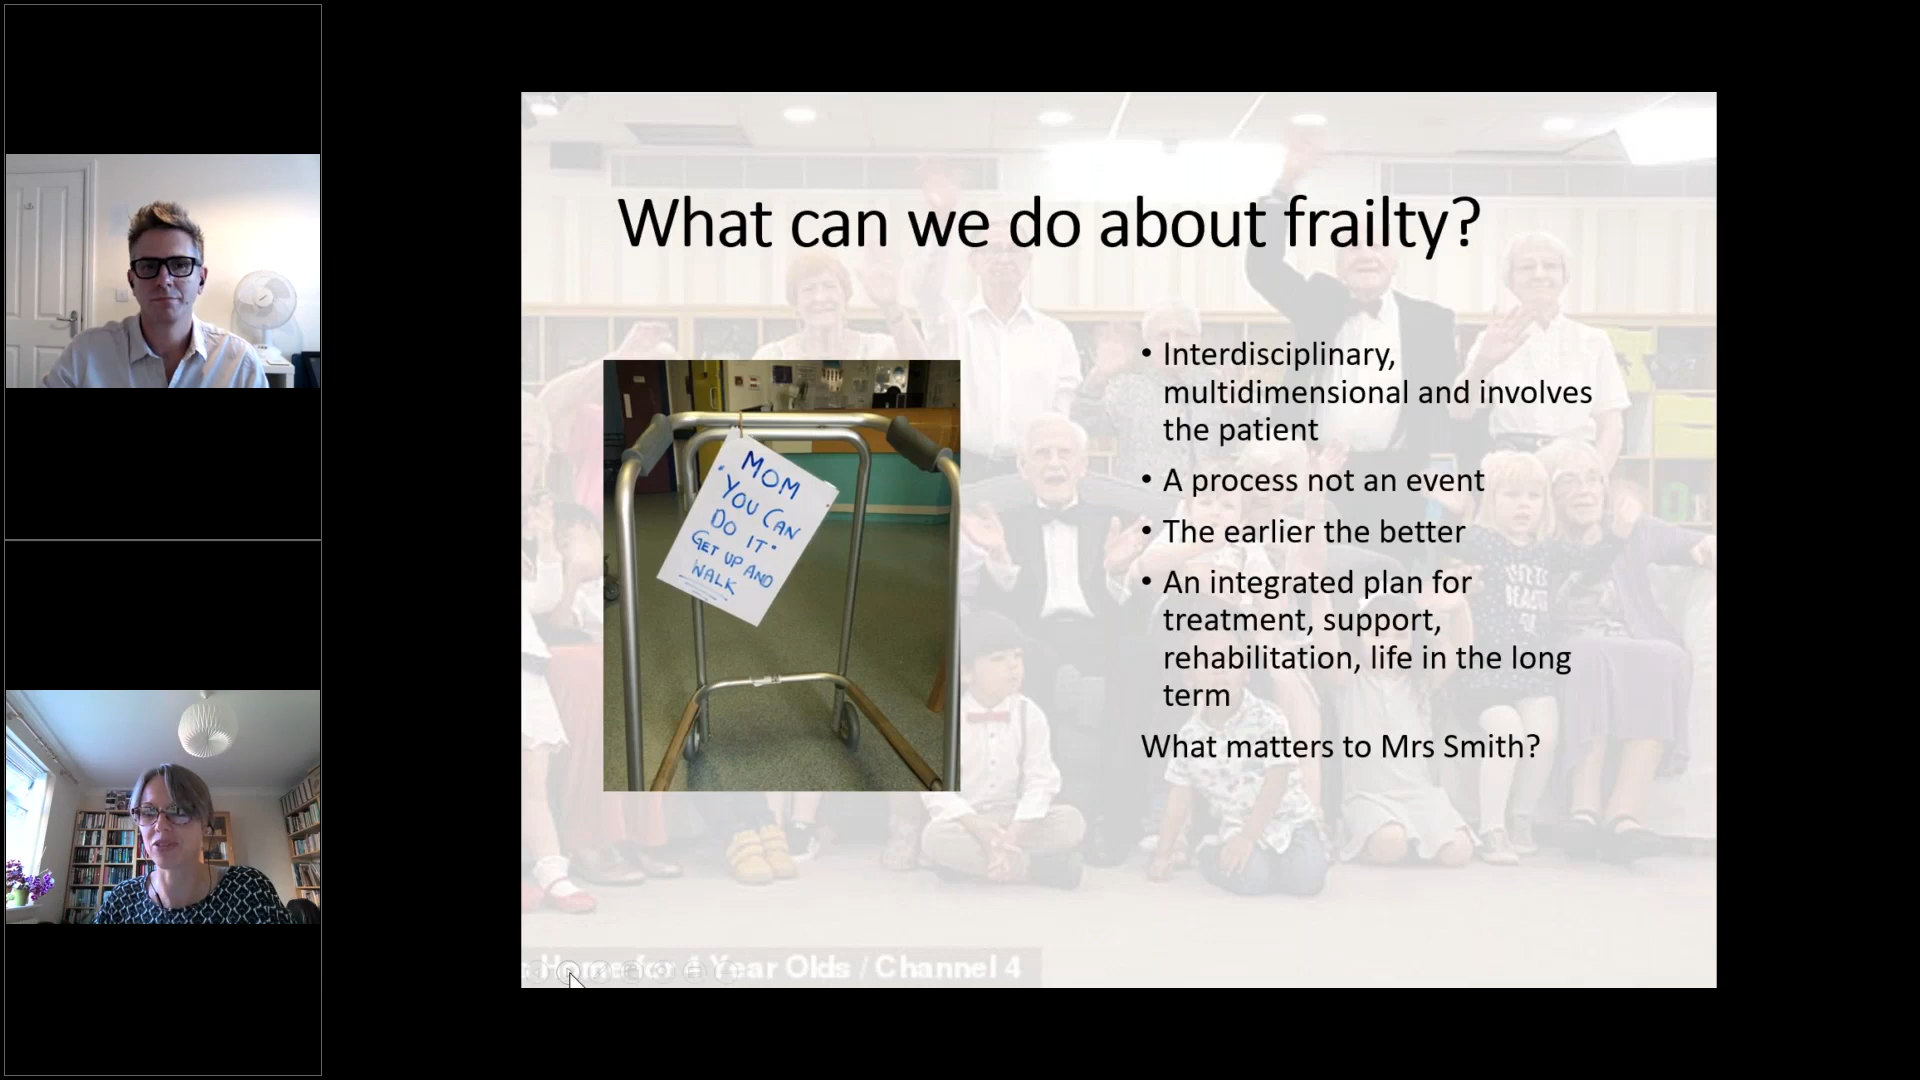 What can we do about frailty?
MOM
"YOU CAN
DO IT"
GET UP AND
WALK
• Interdisciplinary,
multidimensional and involves
the patient
• A process not an event
• The earlier the better
• An integrated plan for
treatment, support,
rehabilitation, life in the long
term
What matters to Mrs Smith?
Year Olds / Channel 4